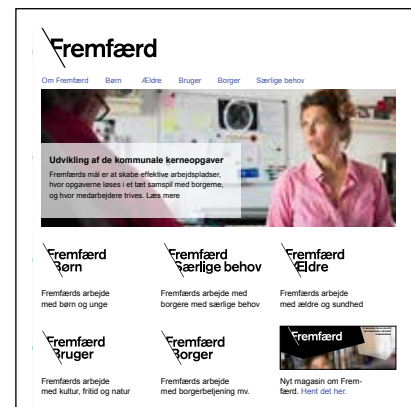 Fremfærd
Om Fremfærd Børn Ældre Bruger Borger Særlige behov
Udvikling af de kommunale kerneopgaver
Fremfærds mål er at skabe effektive arbejdspladser,
hvor opgaverne løses i et tæt samspil med borgerne,
og hvor medarbejdere trives. Læs mere
Fremfærd
Børn
Fremfærds arbejde
med børn og unge
Fremfærd
Særlige behov
Fremfærds arbejde med
borgere med særlige behov
Fremfærd
Ældre
Fremfærds arbejde
med ældre og sundhed
Fremfærd
Bruger
Fremfærds arbejde
med kultur, fritid og natur
Fremfærd
Borger
Fremfærds arbejde
med borgerbetjening mv.
Fremfærd
Nyt magasin om Frem-
færd. Hent det her.